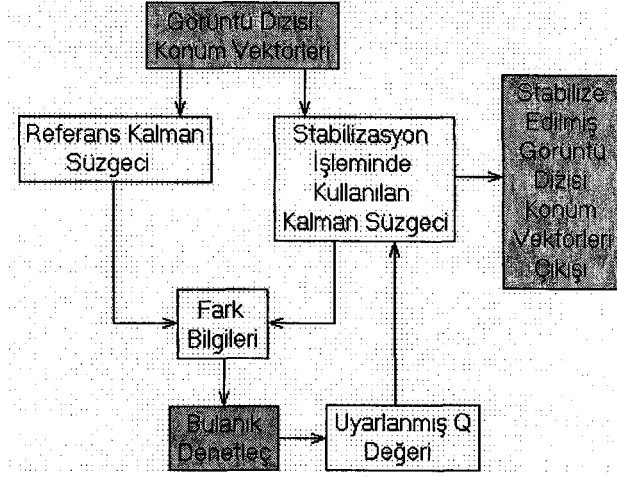 Görüntü Dizisi
Konum Vektörleri
Referans Kalman
Süzgeci
Stabilizasyon
İşleminde
Kullanılan
Kalman Süzgeci
Stabilize
Edilmiş
Görüntü
Dizisi
Konum
Vektörleri
Çıkışı
Fark
Bilgileri
Bulanık
Denetleç
Uyarlanmış Q
Değeri